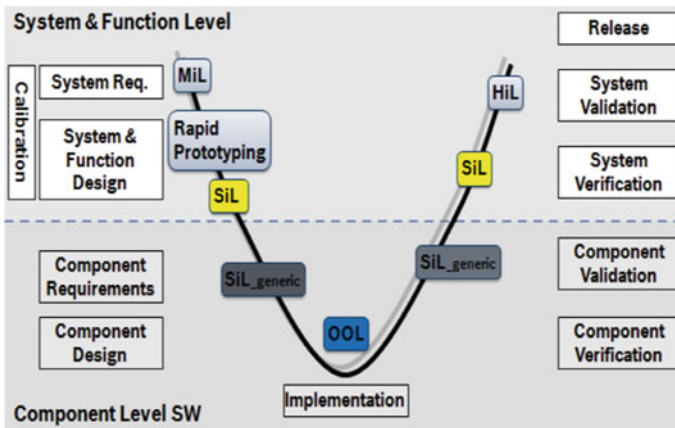 System & Function Level
Release
Calibration
System Req.
MiL
HiL
System
Validation
System &
Function
Design
Rapid
Prototyping
SiL
SiL
System
Verification
Component
Requirements
SiL_generic
SiL_generic
Component
Validation
Component
Design
OOL
Component
Verification
Implementation
Component Level SW